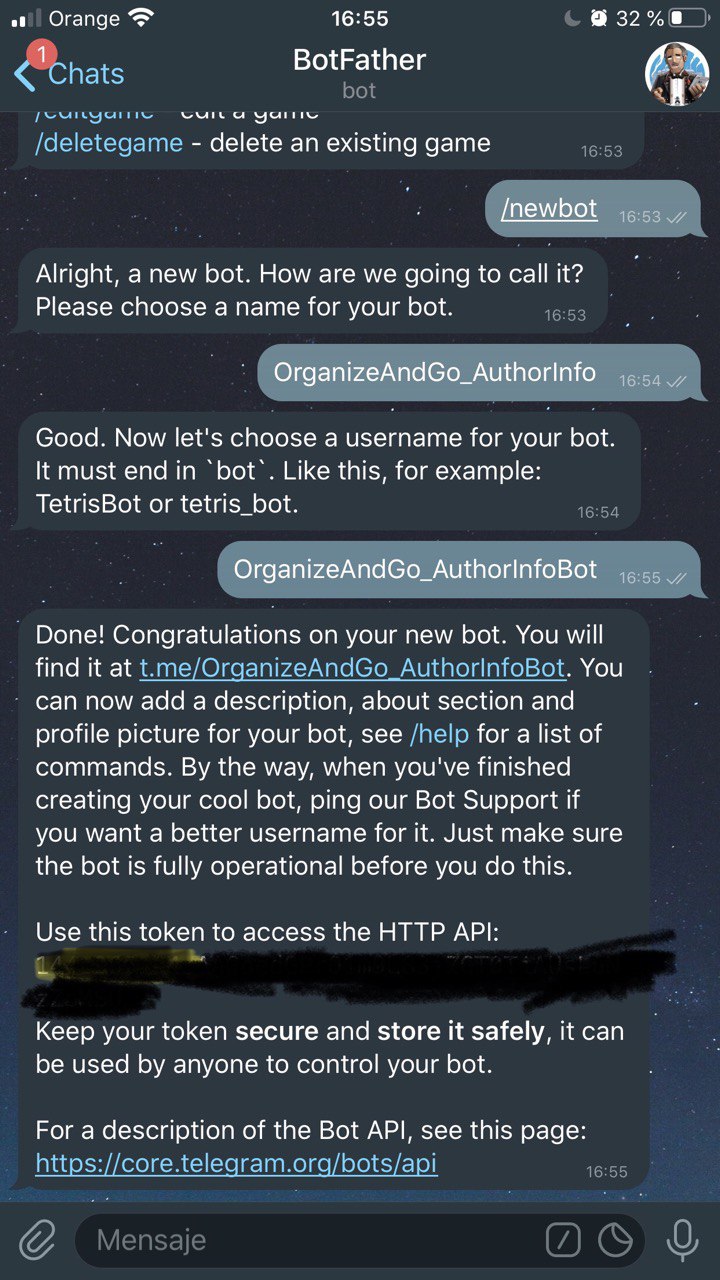 Orange 16:55 32 %
1
Chats
BotFather
bot
/editgame - edit a game
/deletegame - delete an existing game
16:53
/newbot 16:53
Alright, a new bot. How are we going to call it?
Please choose a name for your bot.
16:53
OrganizeAndGo_AuthorInfo 16:54
Good. Now let's choose a username for your bot.
It must end in `bot`. Like this, for example:
TetrisBot or tetris_bot.
16:54
OrganizeAndGo_AuthorInfoBot 16:55
Done! Congratulations on your new bot. You will
find it at t.me/OrganizeAndGo_AuthorInfoBot. You
can now add a description, about section and
profile picture for your bot, see /help for a list of
commands. By the way, when you've finished
creating your cool bot, ping our Bot Support if
you want a better username for it. Just make sure
the bot is fully operational before you do this.
Use this token to access the HTTP API:
Keep your token secure and store it safely, it can
be used by anyone to control your bot.
For a description of the Bot API, see this page:
https://core.telegram.org/bots/api
16:55
Mensaje